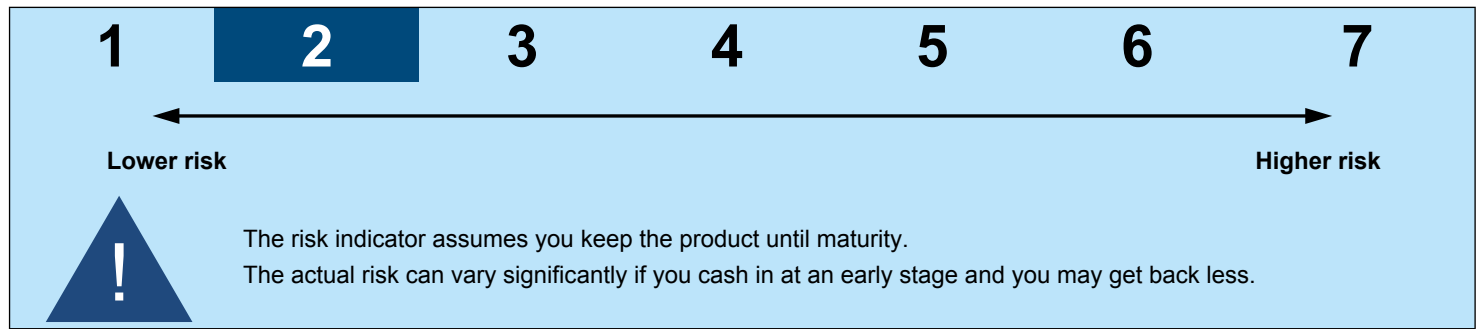 1 2 3 4 5 6 7
Lower risk Higher risk
!
The risk indicator assumes you keep the product until maturity.
The actual risk can vary significantly if you cash in at an early stage and you may get back less.